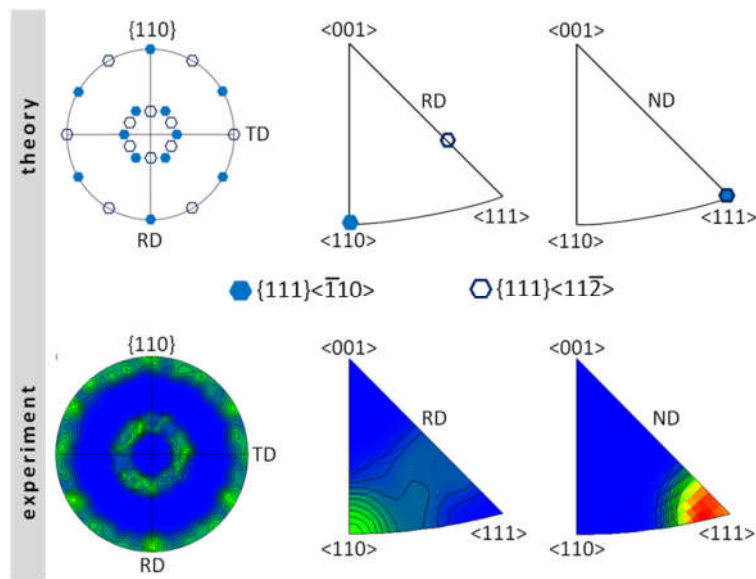 theory
{110}
TD
RD
<001>
RD
<110>
<111>
<001>
ND
<110>
<111>
{111}<1̅10>
{111}<112̅>
experiment
{110}
TD
RD
<001>
RD
<110>
<111>
<001>
ND
<110>
<111>